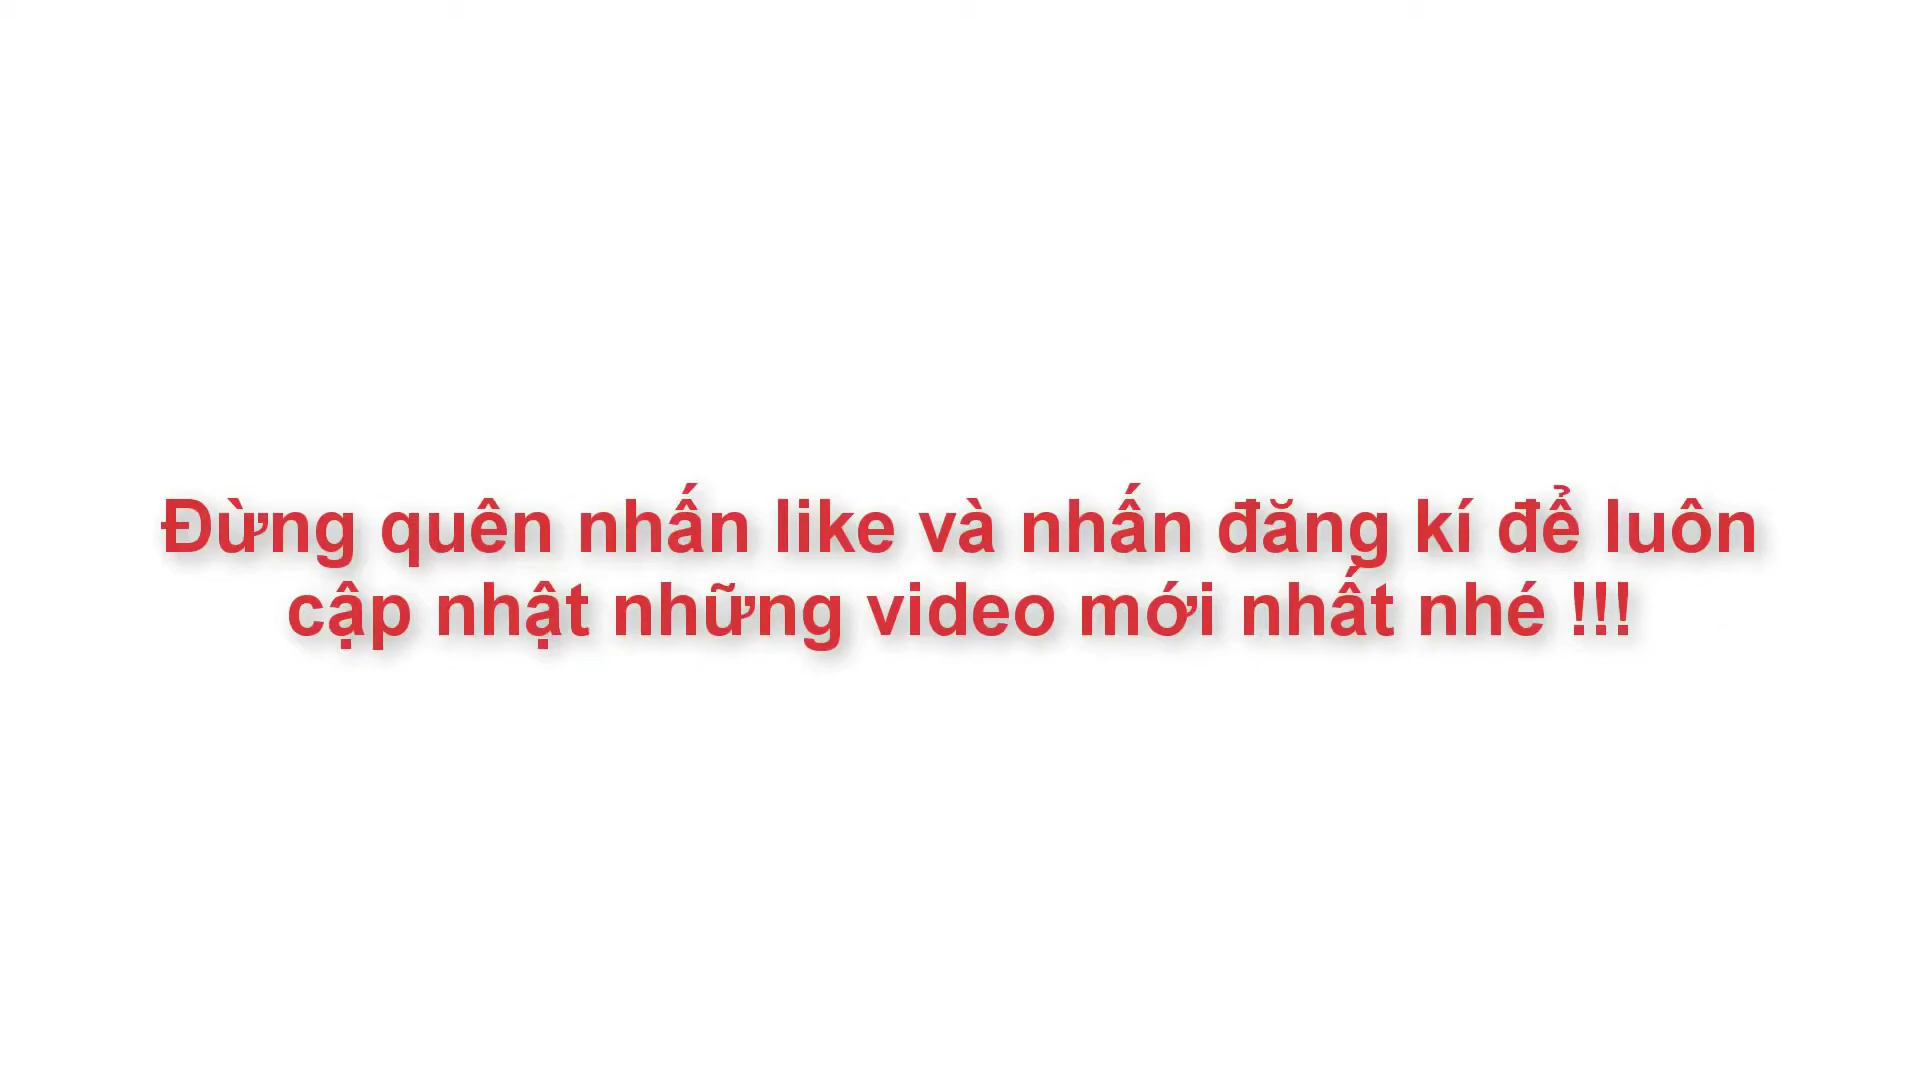 Đừng quên nhấn like và nhấn đăng kí để luôn
cập nhật những video mới nhất nhé !!!